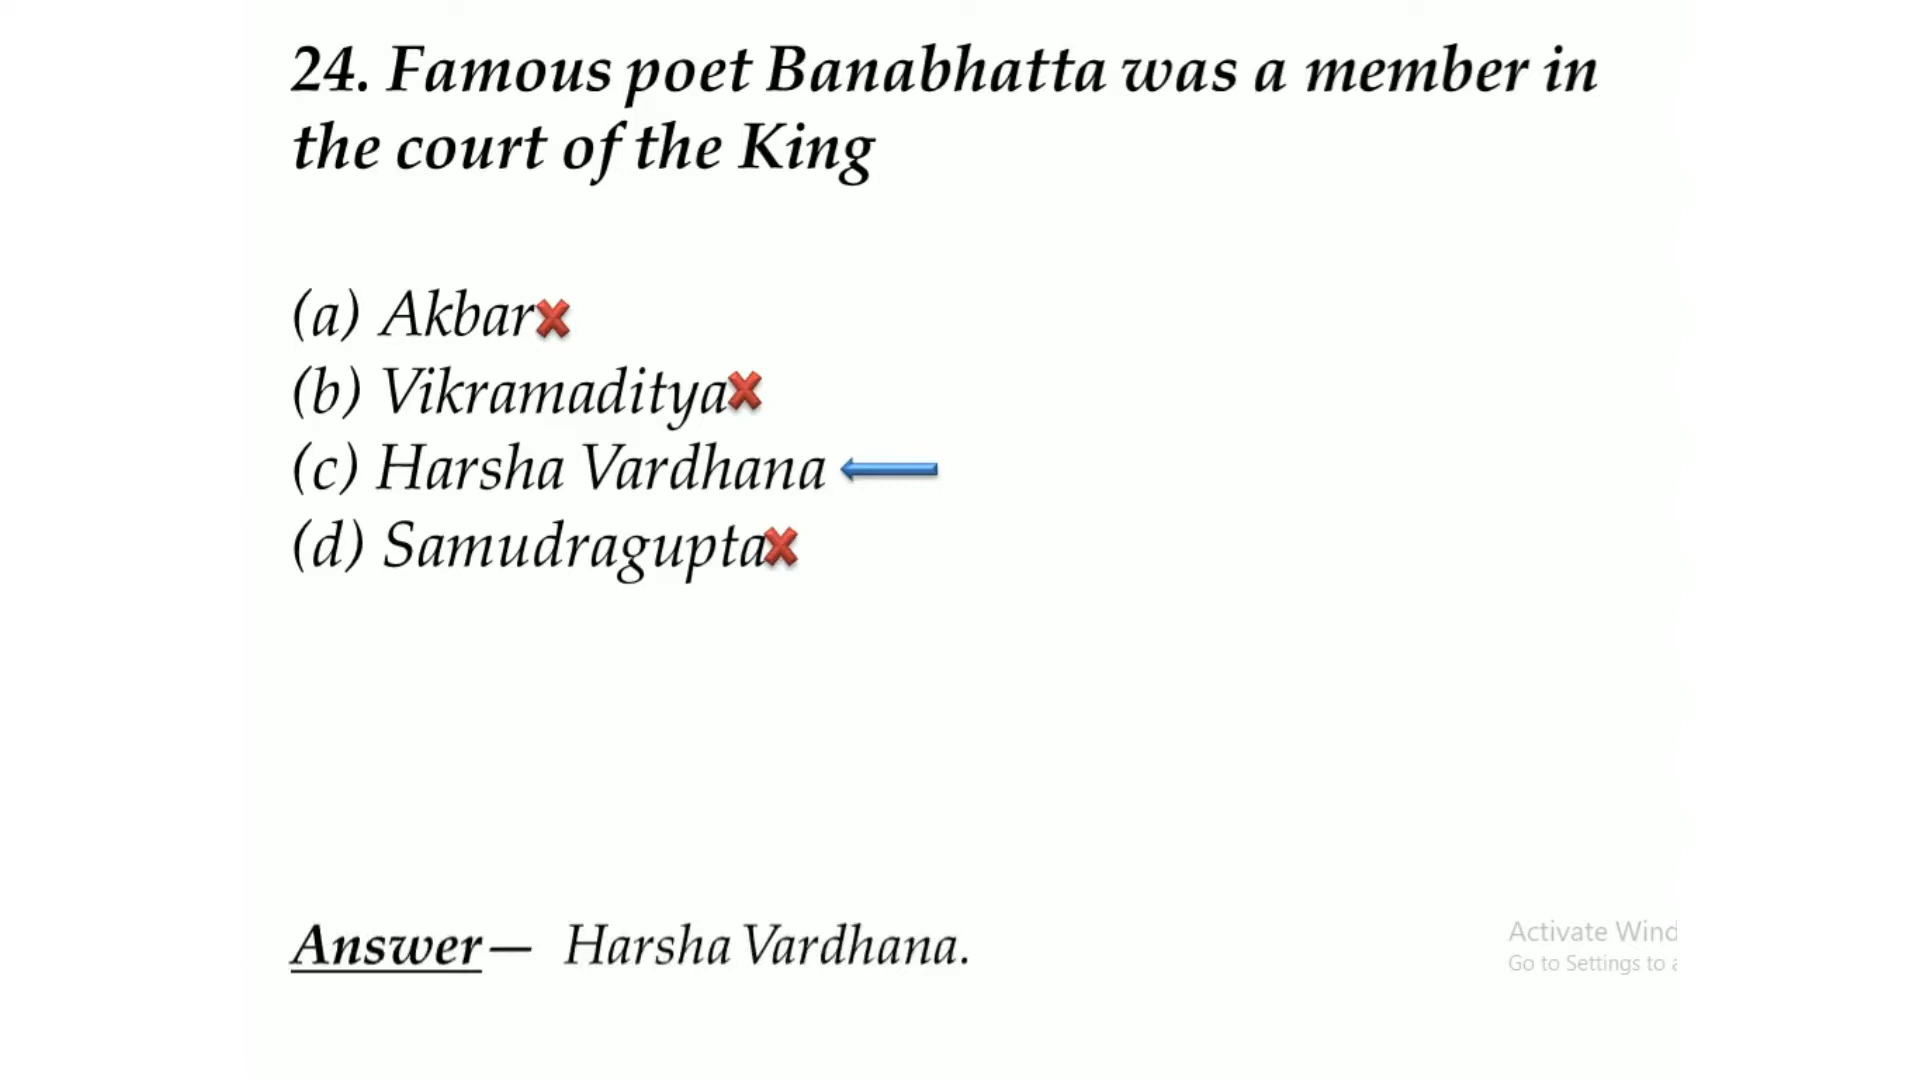 24. Famous poet Banabhatta was a member in
the court of the King
(a) Akbar
(b) Vikramaditya
(c) Harsha Vardhana
(d) Samudragupta
Answer— Harsha Vardhana.
Activate Wind
Go to Settings to a